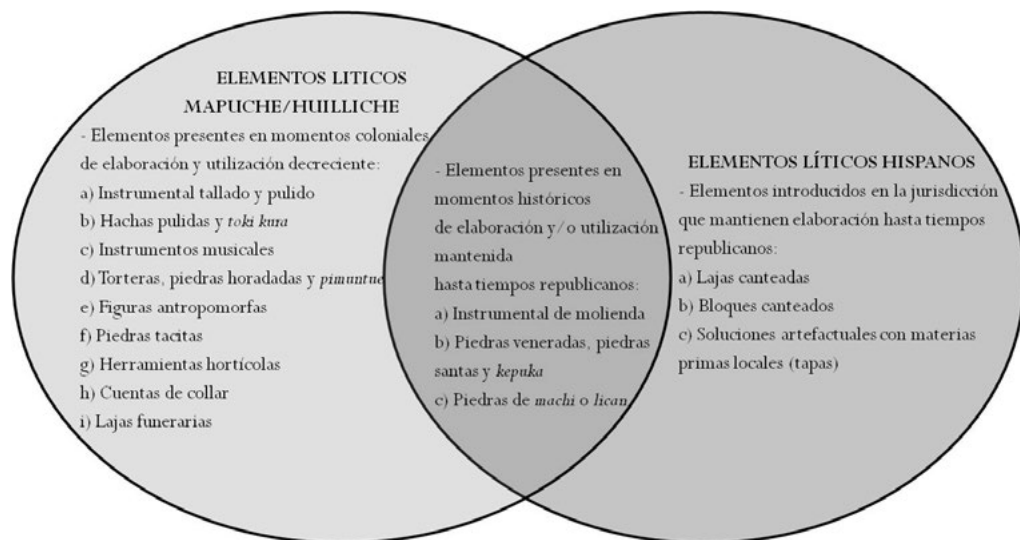 ELEMENTOS LITICOS
MAPUCHE/HUILLICHE
- Elementos presentes en momentos coloniales
de elaboración y utilización decreciente:
a) Instrumental tallado y pulido
b) Hachas pulidas y toki kura
c) Instrumentos musicales
d) Torteras, piedras horadadas y pimuntue
e) Figuras antropomorfas
f) Piedras tacitas
g) Herramientas hortícolas
h) Cuentas de collar
i) Lajas funerarias
- Elementos presentes en
momentos históricos
de elaboración y/o utilización
mantenida
hasta tiempos republicanos:
a) Instrumental de molienda
b) Piedras veneradas, piedras
santas y kepuka
c) Piedras de machi o lican
ELEMENTOS LÍTICOS HISPANOS
- Elementos introducidos en la jurisdicción
que mantienen elaboración hasta tiempos
republicanos:
a) Lajas canteadas
b) Bloques canteados
c) Soluciones artefactuales con materias
primas locales (tapas)